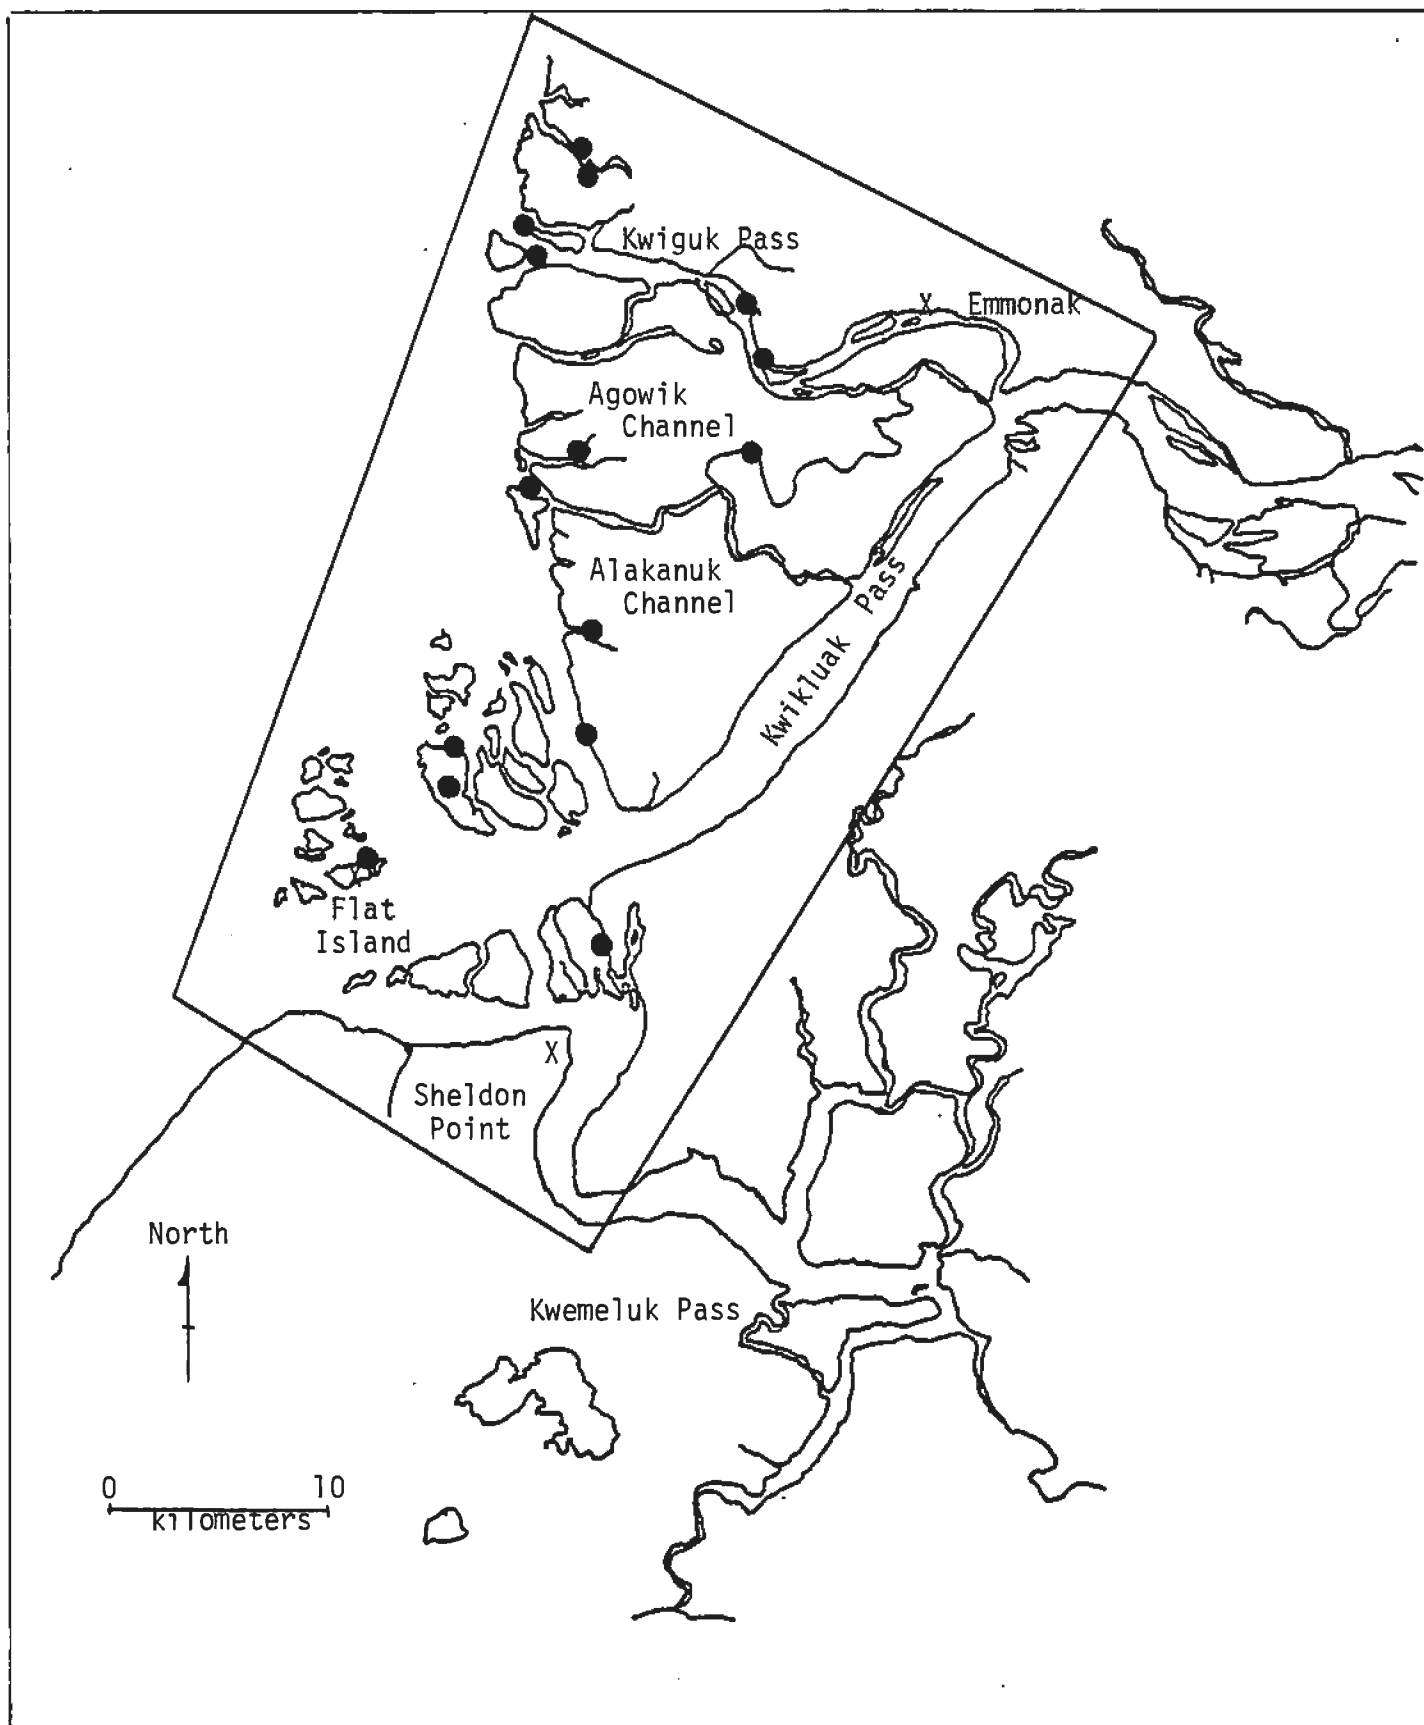 Kwiguk Pass
X Emmonak
Agowik
Channel
Alakanuk
Channel
Kwikluak Pass
Flat
Island
X
Sheldon
Point
North
Kwemeluk Pass
0 10
kilometers